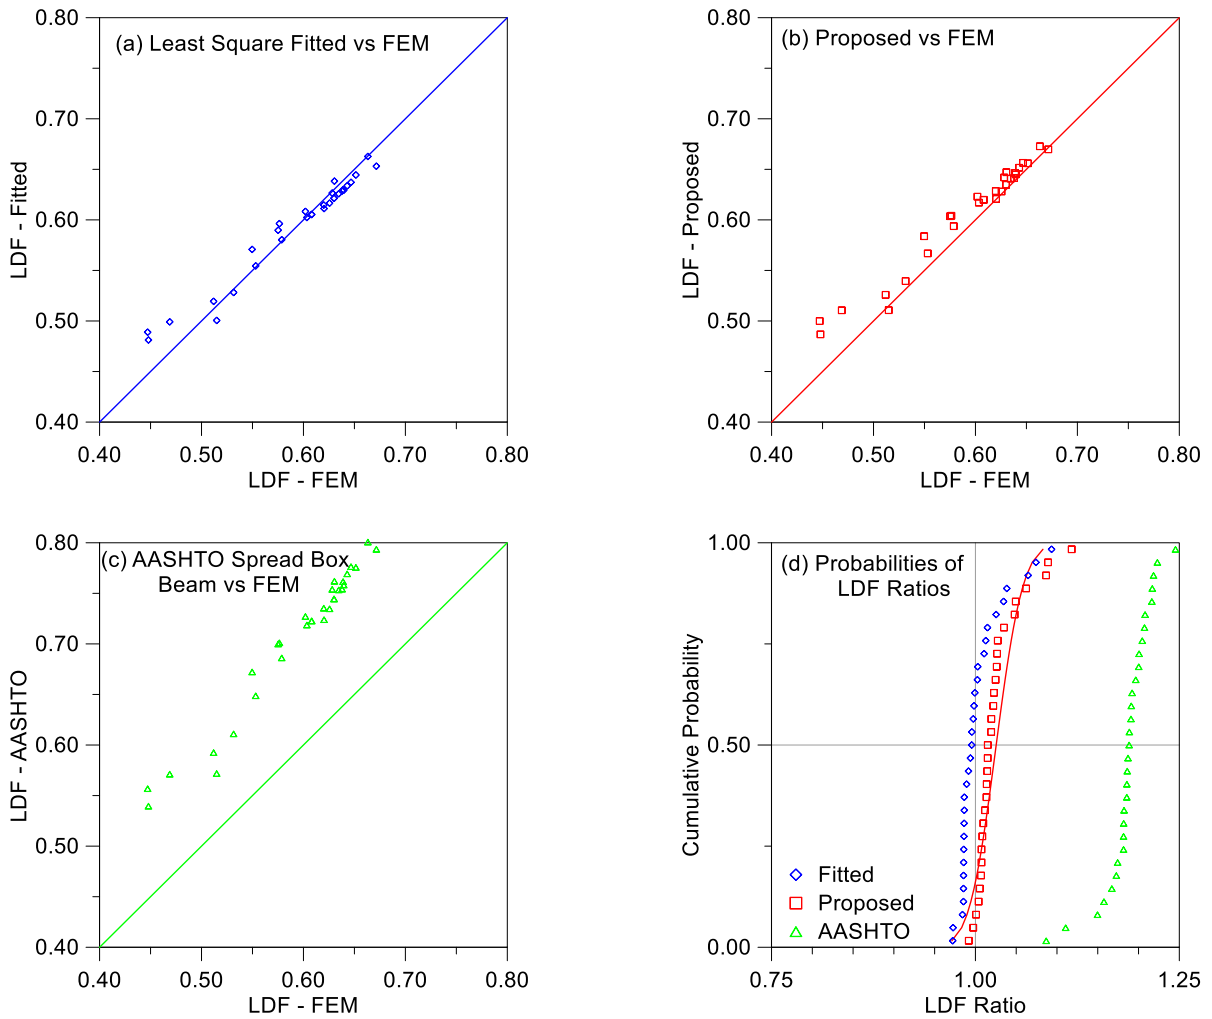 (a) Least Square Fitted vs FEM
LDF - Fitted
0.80
0.70
0.60
0.50
0.40
0.40 0.50 0.60 0.70 0.80
LDF - FEM
(b) Proposed vs FEM
LDF - Proposed
0.80
0.70
0.60
0.50
0.40
0.40 0.50 0.60 0.70 0.80
LDF - FEM
(c) AASHTO Spread Box
Beam vs FEM
LDF - AASHTO
0.80
0.70
0.60
0.50
0.40
0.40 0.50 0.60 0.70 0.80
LDF - FEM
(d) Probabilities of
LDF Ratios
Cumulative Probability
1.00
0.50
0.00
Fitted
Proposed
AASHTO
0.75 1.00 1.25
LDF Ratio